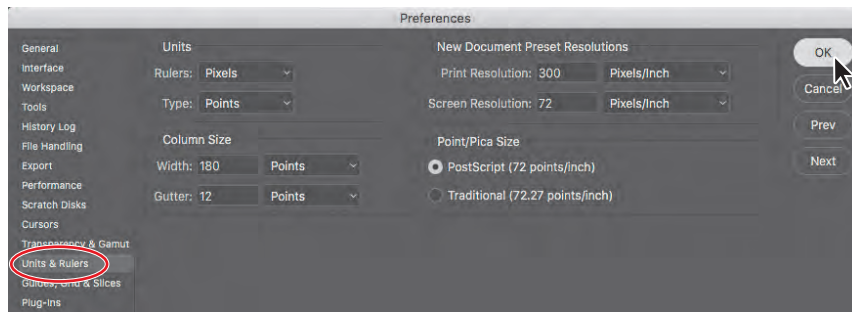 Preferences
General
Interface
Workspace
Tools
History Log
File Handling
Export
Performance
Scratch Disks
Cursors
Transparency & Gamut
Units & Rulers
Guides, Grid & Slices
Plug-Ins
Units
Rulers: Pixels
Type: Points
Column Size
Width: 180 Points
Gutter: 12 Points
New Document Preset Resolutions
Print Resolution: 300 Pixels/Inch
Screen Resolution: 72 Pixels/Inch
Point/Pica Size
PostScript (72 points/inch)
Traditional (72.27 points/inch)
OK
Cancel
Prev
Next